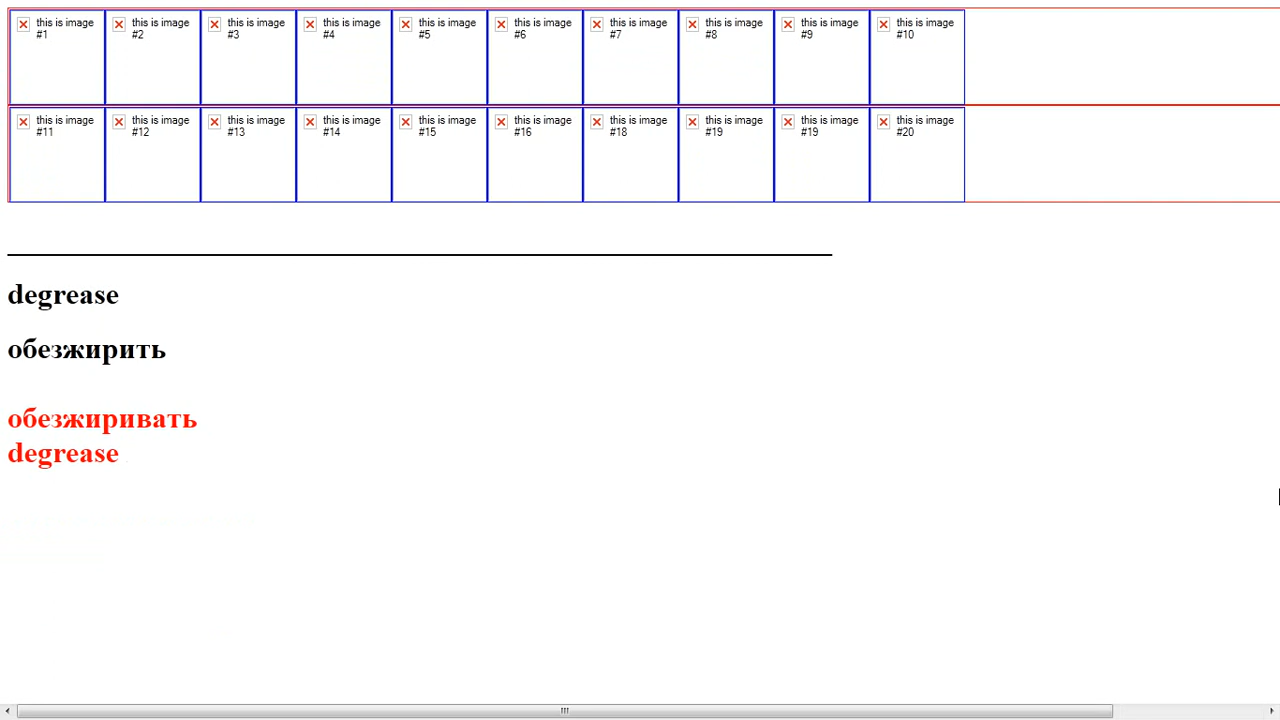 this is image #1
this is image #2
this is image #3
this is image #4
this is image #5
this is image #6
this is image #7
this is image #8
this is image #9
this is image #10
this is image #11
this is image #12
this is image #13
this is image #14
this is image #15
this is image #16
this is image #18
this is image #19
this is image #19
this is image #20
degrease
обезжирить
обезжиривать
degrease